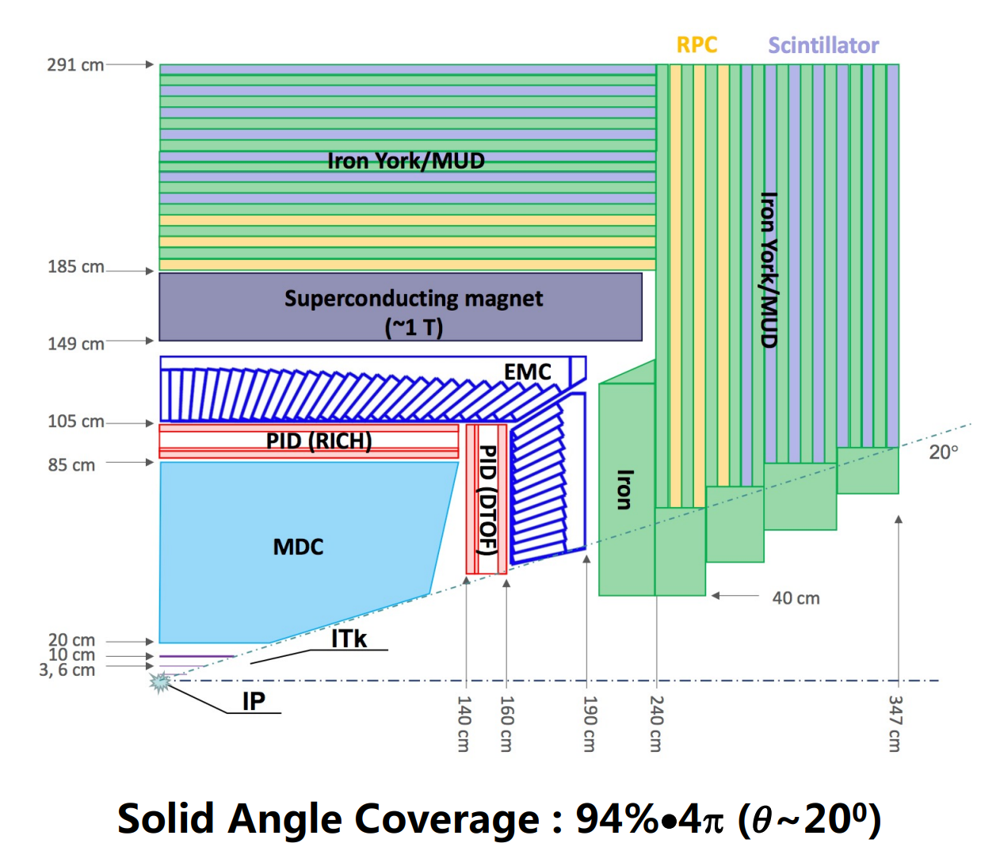 RPC
Scintillator
291 cm
Iron York/MUD
Iron York/MUD
185 cm
Superconducting magnet
(~1 T)
149 cm
EMC
105 cm
PID (RICH)
PID (DTOF)
20°
85 cm
Iron
MDC
40 cm
20 cm
ITk
10 cm
3, 6 cm
IP
140 cm
160 cm
190 cm
240 cm
347 cm
Solid Angle Coverage : 94%•4π (θ~20⁰)